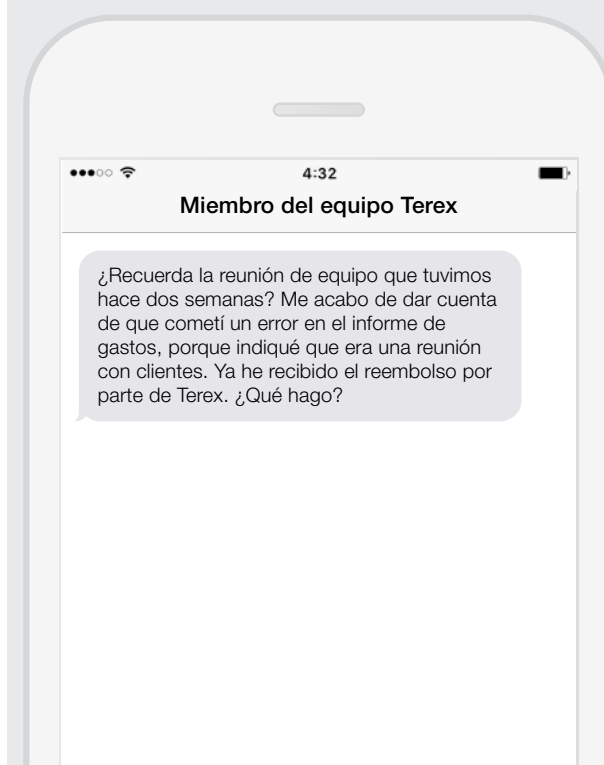 4:32
Miembro del equipo Terex
¿Recuerda la reunión de equipo que tuvimos
hace dos semanas? Me acabo de dar cuenta
de que cometí un error en el informe de
gastos, porque indiqué que era una reunión
con clientes. Ya he recibido el reembolso por
parte de Terex. ¿Qué hago?